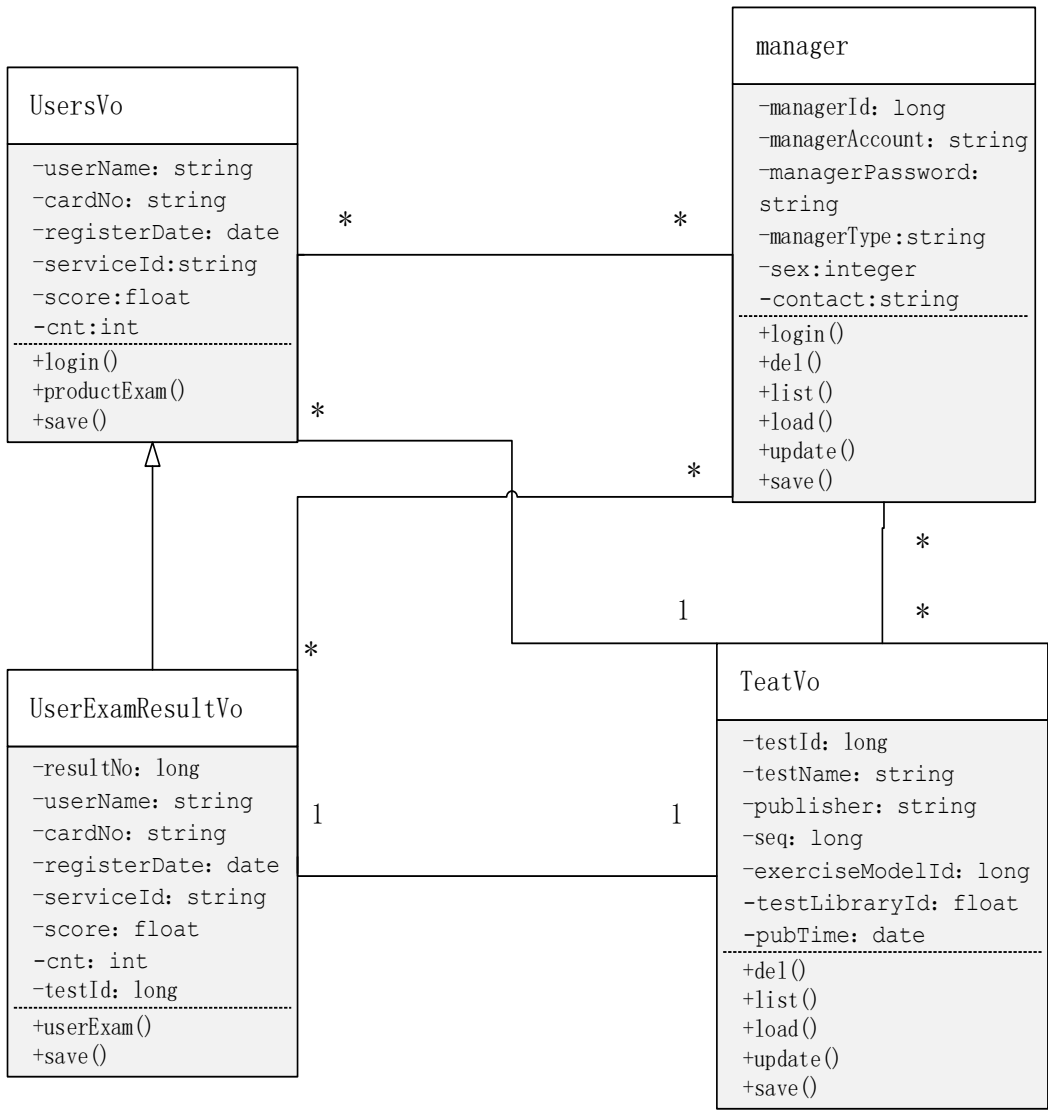 UsersVo
-userName: string
-cardNo: string
-registerDate: date
-serviceId:string
-score:float
-cnt:int
+login()
+productExam()
+save()
manager
-managerId: long
-managerAccount: string
-managerPassword:
string
-managerType:string
-sex:integer
-contact:string
+login()
+del()
+list()
+load()
+update()
+save()
*
*
*
*
*
*
1
*
UserExamResultVo
-resultNo: long
-userName: string
-cardNo: string
-registerDate: date
-serviceId: string
-score: float
-cnt: int
-testId: long
+userExam()
+save()
1
1
TeatVo
-testId: long
-testName: string
-publisher: string
-seq: long
-exerciseModelId: long
-testLibraryId: float
-pubTime: date
+del()
+list()
+load()
+update()
+save()